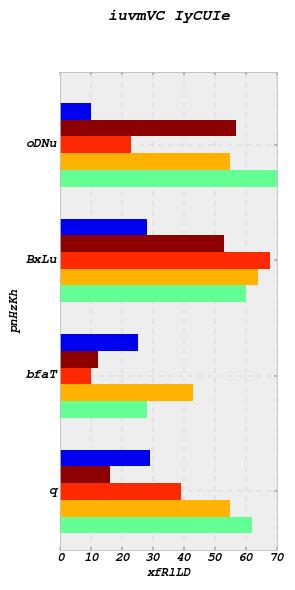 iuvmVC IyCUIe
oDNu
BxLu
bfaT
q
pnHzKh
0 10 20 30 40 50 60 70
xfRlLD